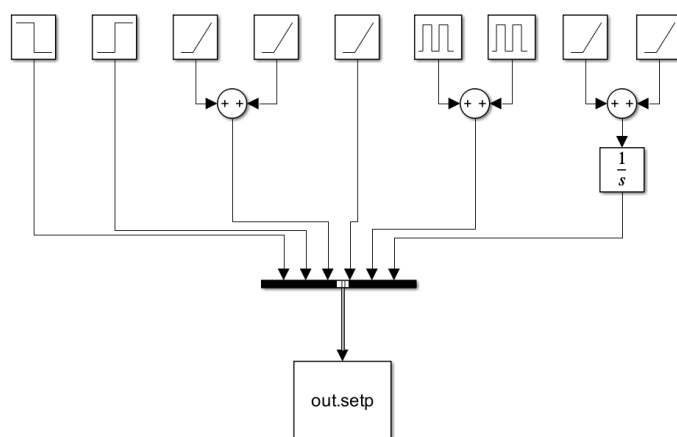 + +
+ +
+ +
1
s
out.setp